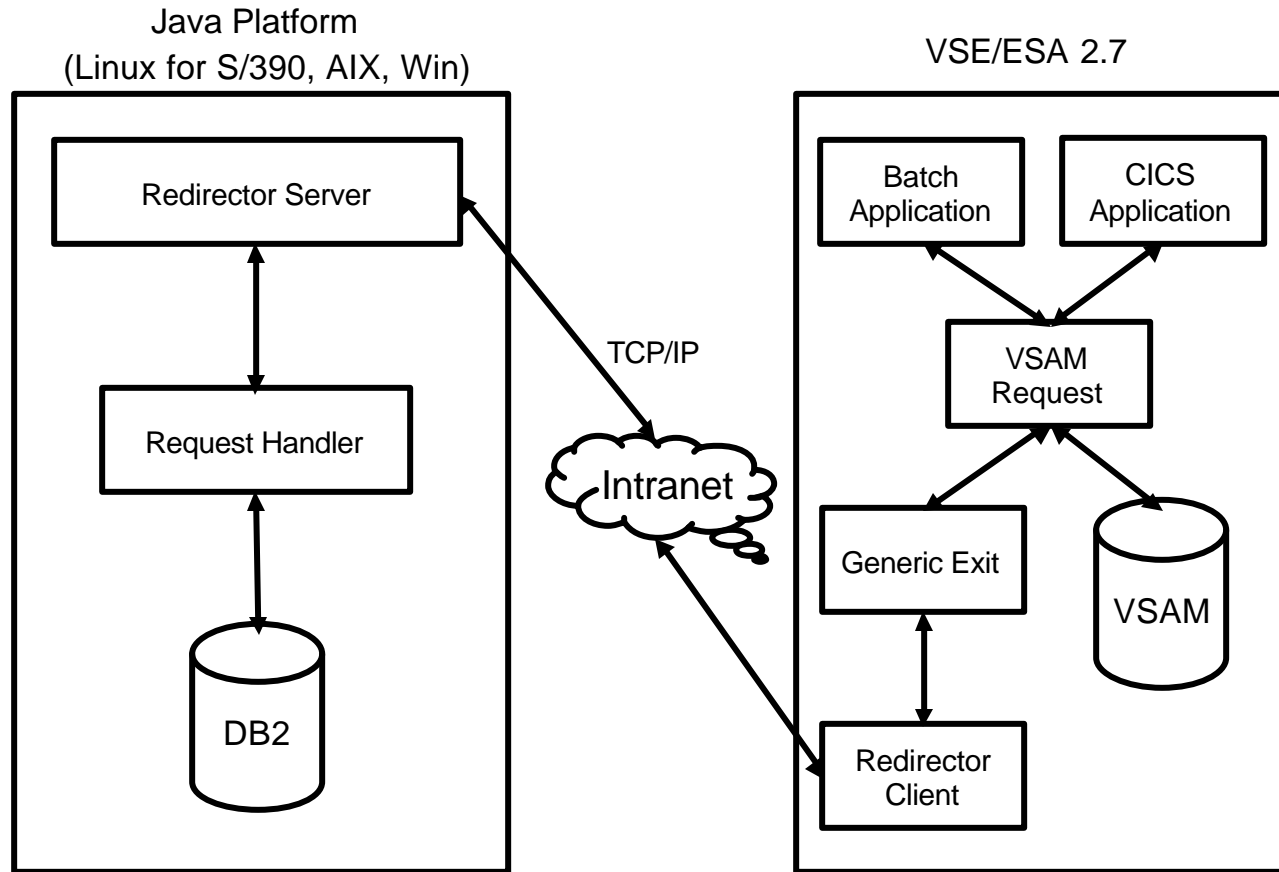 Java Platform
(Linux for S/390, AIX, Win)
VSE/ESA 2.7
Redirector Server
Batch
Application
CICS
Application
TCP/IP
VSAM
Request
Request Handler
Intranet
Generic Exit
VSAM
DB2
Redirector
Client